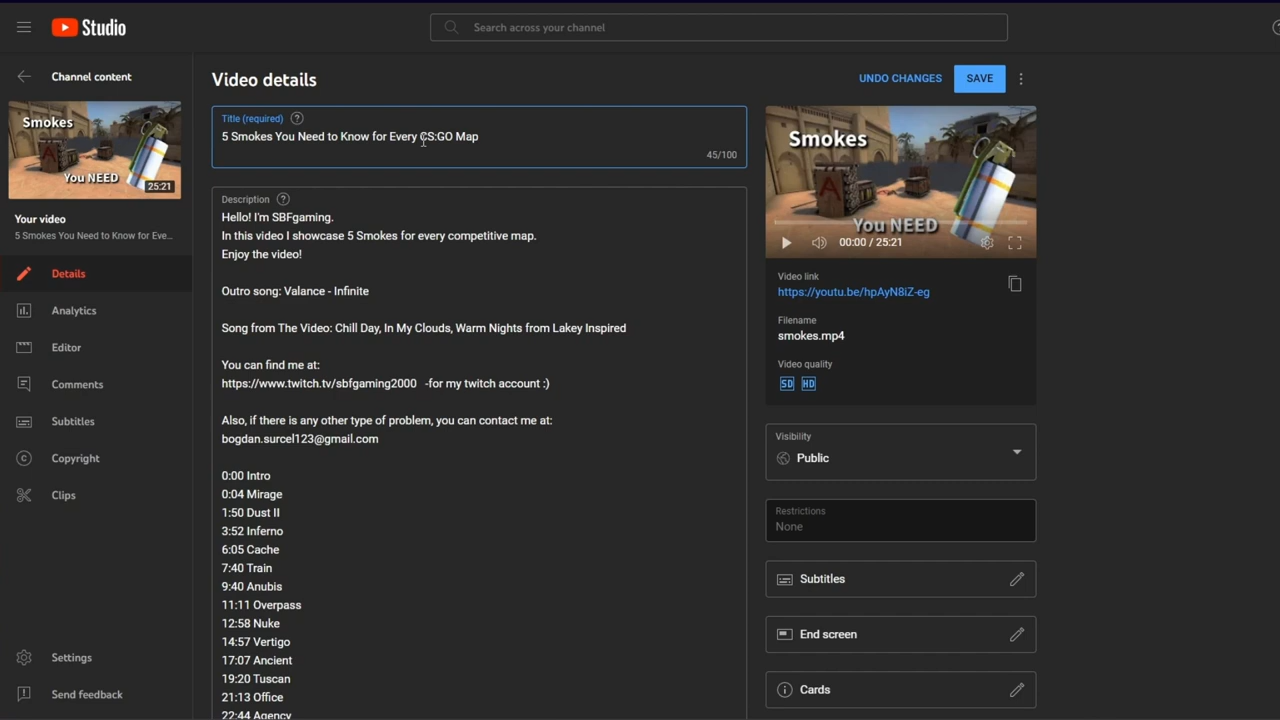 Studio
Search across your channel
Channel content
Smokes
You NEED
25:21
Your video
5 Smokes You Need to Know for Eve...
Details
Analytics
Editor
Comments
Subtitles
Copyright
Clips
Settings
Send feedback
Video details
UNDO CHANGES
SAVE
Title (required)
5 Smokes You Need to Know for Every CS:GO Map
45/100
Description
Hello! I'm SBFgaming.
In this video I showcase 5 Smokes for every competitive map.
Enjoy the video!
Outro song: Valance - Infinite
Song from The Video: Chill Day, In My Clouds, Warm Nights from Lakey Inspired
You can find me at:
https://www.twitch.tv/sbfgaming2000 -for my twitch account :)
Also, if there is any other type of problem, you can contact me at:
bogdan.surcel123@gmail.com
0:00 Intro
0:04 Mirage
1:50 Dust II
3:52 Inferno
6:05 Cache
7:40 Train
9:40 Anubis
11:11 Overpass
12:58 Nuke
14:57 Vertigo
17:07 Ancient
19:20 Tuscan
21:13 Office
22:44 Agency
Smokes
A
You NEED
00:00 / 25:21
Video link
https://youtu.be/hpAyN8iZ-eg
Filename
smokes.mp4
Video quality
SD HD
Visibility
Public
Restrictions
None
Subtitles
End screen
Cards